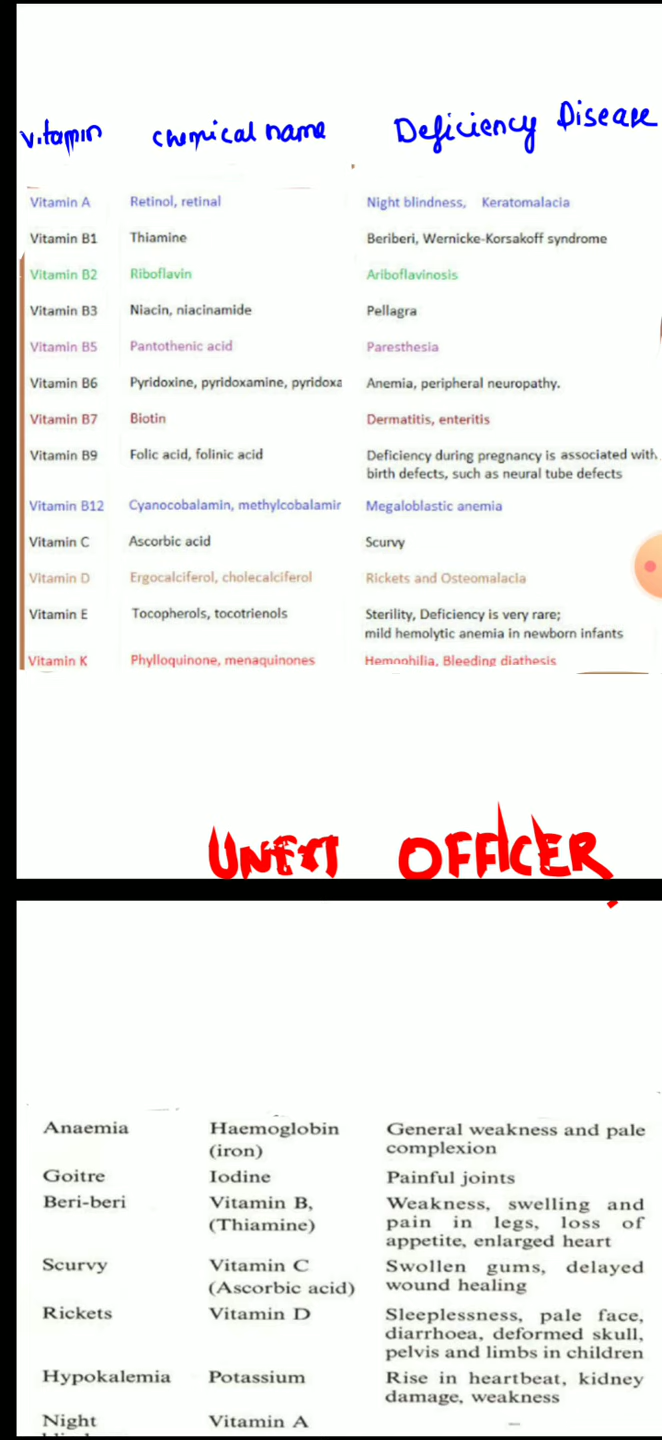 Vitamin chemical name Deficiency Disease
Vitamin A Retinol, retinal Night blindness, Keratomalacia
Vitamin B1 Thiamine Beriberi, Wernicke-Korsakoff syndrome
Vitamin B2 Riboflavin Ariboflavinosis
Vitamin B3 Niacin, niacinamide Pellagra
Vitamin B5 Pantothenic acid Paresthesia
Vitamin B6 Pyridoxine, pyridoxamine, pyridoxa Anemia, peripheral neuropathy.
Vitamin B7 Biotin Dermatitis, enteritis
Vitamin B9 Folic acid, folinic acid Deficiency during pregnancy is associated with
birth defects, such as neural tube defects
Vitamin B12 Cyanocobalamin, methylcobalamin Megaloblastic anemia
Vitamin C Ascorbic acid Scurvy
Vitamin D Ergocalciferol, cholecalciferol Rickets and Osteomalacia
Vitamin E Tocopherols, tocotrienols Sterility, Deficiency is very rare;
mild hemolytic anemia in newborn infants
Vitamin K Phylloquinone, menaquinones Hemophilia, Bleeding diathesis
OFFICER
Anaemia Haemoglobin General weakness and pale
(iron) complexion
Goitre Iodine Painful joints
Beri-beri Vitamin B, Weakness, swelling and
(Thiamine) pain in legs, loss of
appetite, enlarged heart
Scurvy Vitamin C Swollen gums, delayed
(Ascorbic acid) wound healing
Rickets Vitamin D Sleeplessness, pale face,
diarrhoea, deformed skull,
pelvis and limbs in children
Hypokalemia Potassium Rise in heartbeat, kidney
damage, weakness
Night Vitamin A –